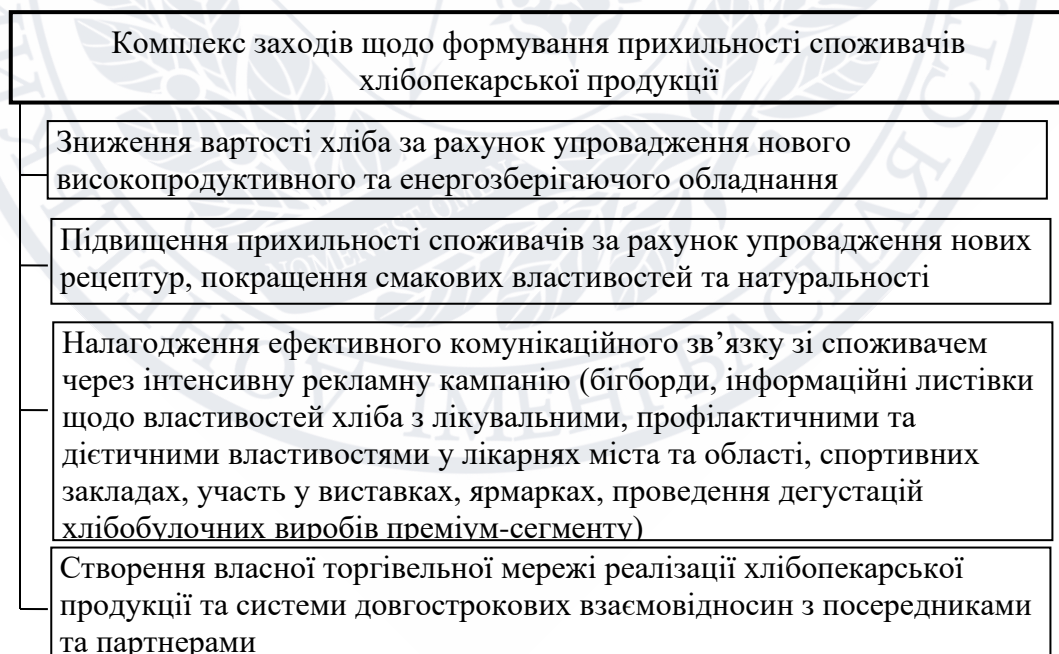 Комплекс заходів щодо формування прихильності споживачів
хлібопекарської продукції
Зниження вартості хліба за рахунок упровадження нового
високопродуктивного та енергозберігаючого обладнання
Підвищення прихильності споживачів за рахунок упровадження нових
рецептур, покращення смакових властивостей та натуральності
Налагодження ефективного комунікаційного зв’язку зі споживачем
через інтенсивну рекламну кампанію (бігборди, інформаційні листівки
щодо властивостей хліба з лікувальними, профілактичними та
дієтичними властивостями у лікарнях міста та області, спортивних
закладах, участь у виставках, ярмарках, проведення дегустацій
хлібобулочних виробів преміум-сегменту)
Створення власної торгівельної мережі реалізації хлібопекарської
продукції та системи довгострокових взаємовідносин з посередниками
та партнерами